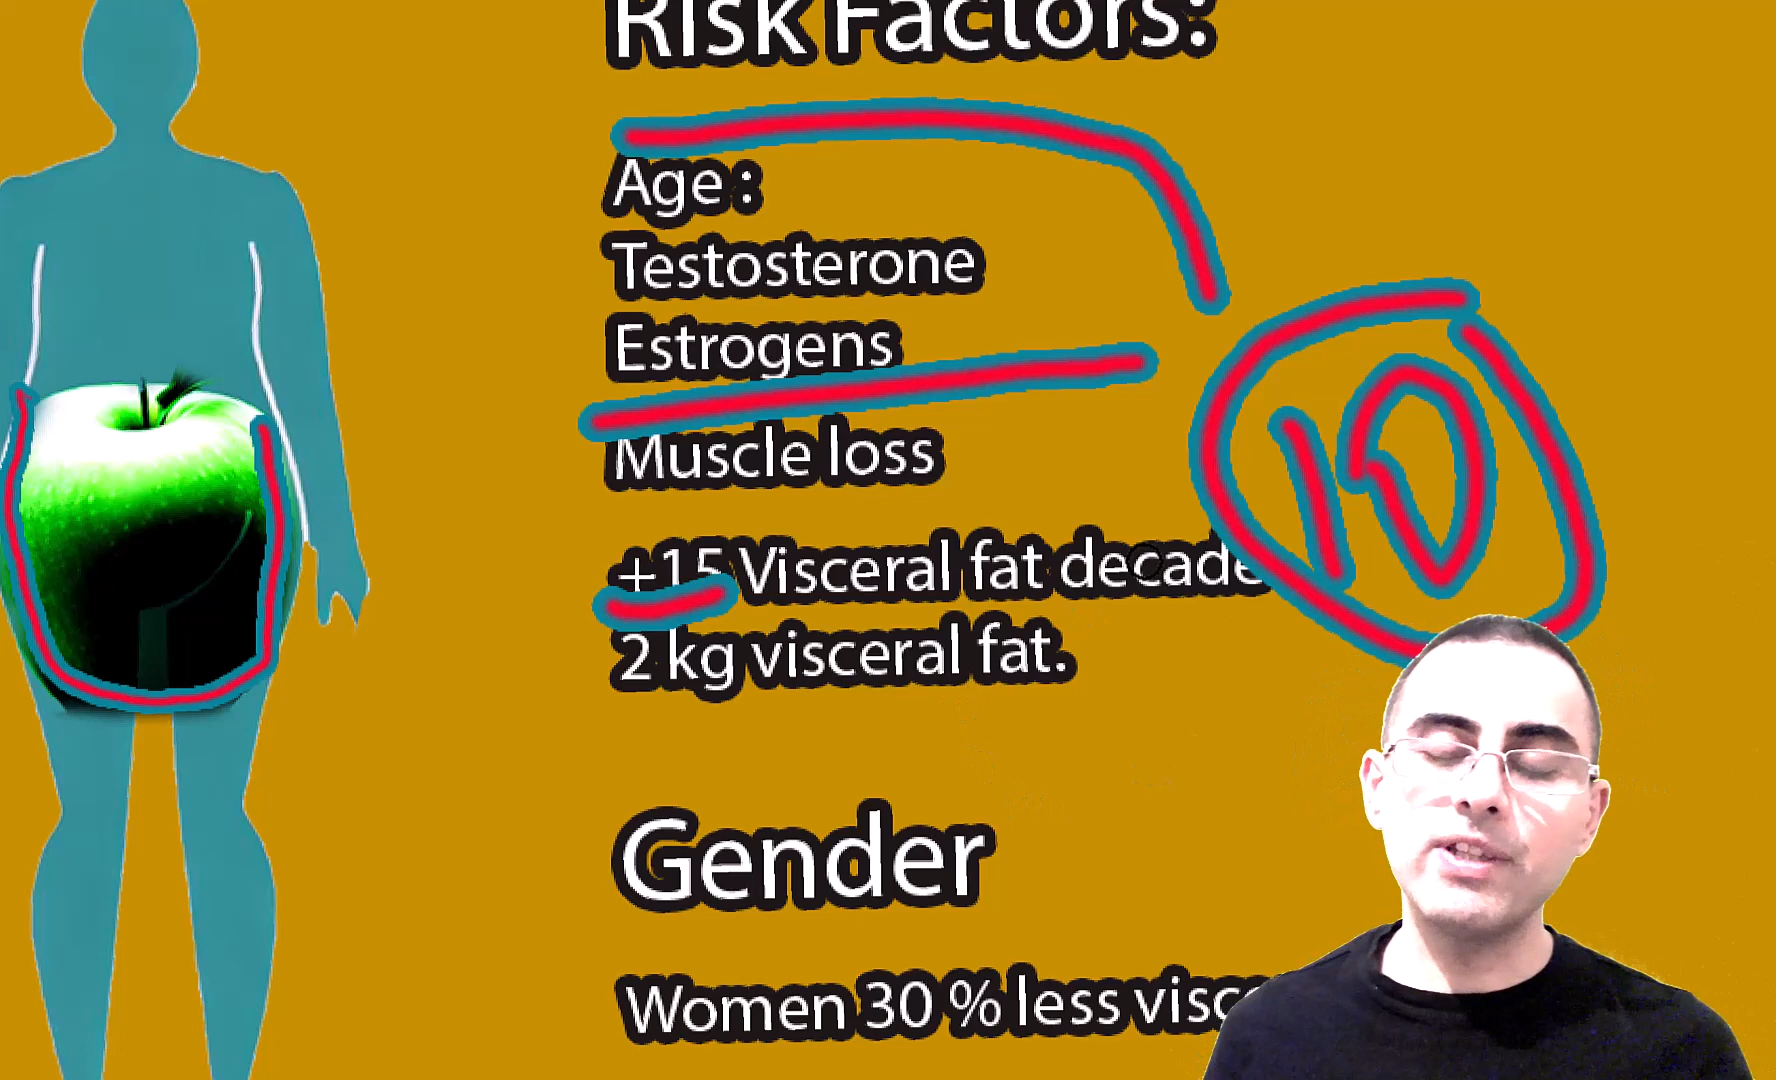 Risk Factors:
Age :
Testosterone
Estrogens
Muscle loss
10
+15 Visceral fat decade
2 kg visceral fat.
Gender
Women 30 % less visc